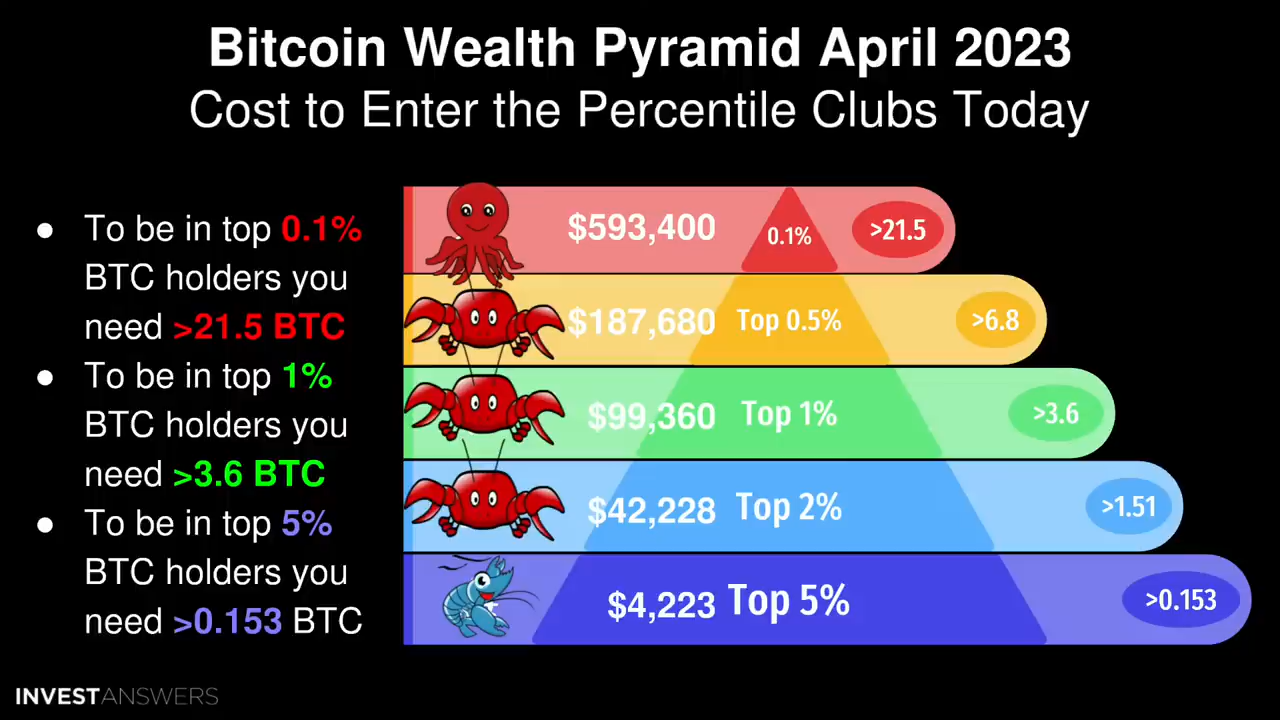 Bitcoin Wealth Pyramid April 2023
Cost to Enter the Percentile Clubs Today
● To be in top 0.1%
BTC holders you
need >21.5 BTC
● To be in top 1%
BTC holders you
need >3.6 BTC
● To be in top 5%
BTC holders you
need >0.153 BTC
$593,400 0.1% >21.5
$187,680 Top 0.5% >6.8
$99,360 Top 1% >3.6
$42,228 Top 2% >1.51
$4,223 Top 5% >0.153
INVESTANSWERS